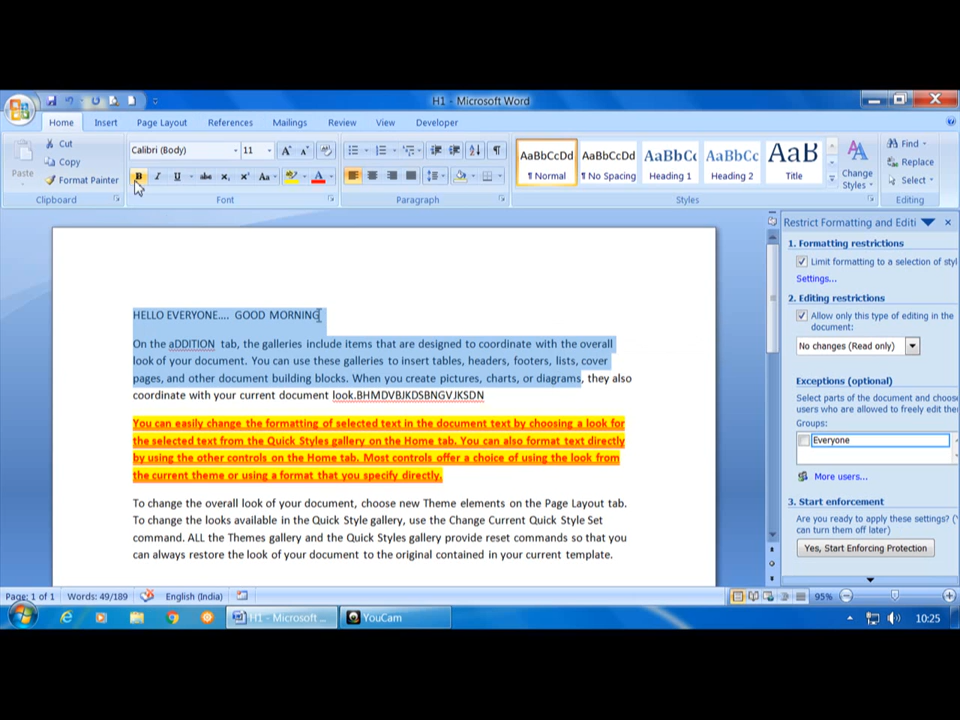 H1 - Microsoft Word
Home Insert Page Layout References Mailings Review View Developer
Cut
Copy
Format Painter
Paste
Clipboard
Calibri (Body) 11
Font
Paragraph
AaBbCcDd AaBbCcDd AaBbCc AaBbCc AaB
¶ Normal ¶ No Spacing Heading 1 Heading 2 Title
Styles
Change
Styles
Find
Replace
Select
Editing
HELLO EVERYONE.... GOOD MORNING
On the aDDITION tab, the galleries include items that are designed to coordinate with the overall
look of your document. You can use these galleries to insert tables, headers, footers, lists, cover
pages, and other document building blocks. When you create pictures, charts, or diagrams, they also
coordinate with your current document look.BHMDVBJKDSBNGVJKSDN
You can easily change the formatting of selected text in the document text by choosing a look for
the selected text from the Quick Styles gallery on the Home tab. You can also format text directly
by using the other controls on the Home tab. Most controls offer a choice of using the look from
the current theme or using a format that you specify directly.
To change the overall look of your document, choose new Theme elements on the Page Layout tab.
To change the looks available in the Quick Style gallery, use the Change Current Quick Style Set
command. ALL the Themes gallery and the Quick Styles gallery provide reset commands so that you
can always restore the look of your document to the original contained in your current template.
Restrict Formatting and Editi
1. Formatting restrictions
Limit formatting to a selection of styl
Settings...
2. Editing restrictions
Allow only this type of editing in the
document:
No changes (Read only)
Exceptions (optional)
Select parts of the document and choose
users who are allowed to freely edit the
Groups:
Everyone
More users...
3. Start enforcement
Are you ready to apply these settings? (
can turn them off later)
Yes, Start Enforcing Protection
Page: 1 of 1 Words: 49/189 English (India) 95%
H1 - Microsoft ... YouCam 10:25